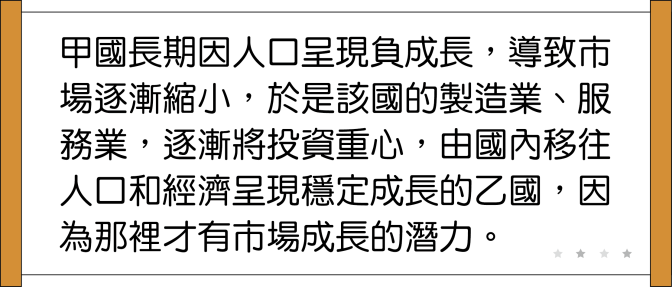 甲國長期因人口呈現負成長，導致市
場逐漸縮小，於是該國的製造業、服
務業，逐漸將投資重心，由國內移往
人口和經濟呈現穩定成長的乙國，因
為那裡才有市場成長的潛力。